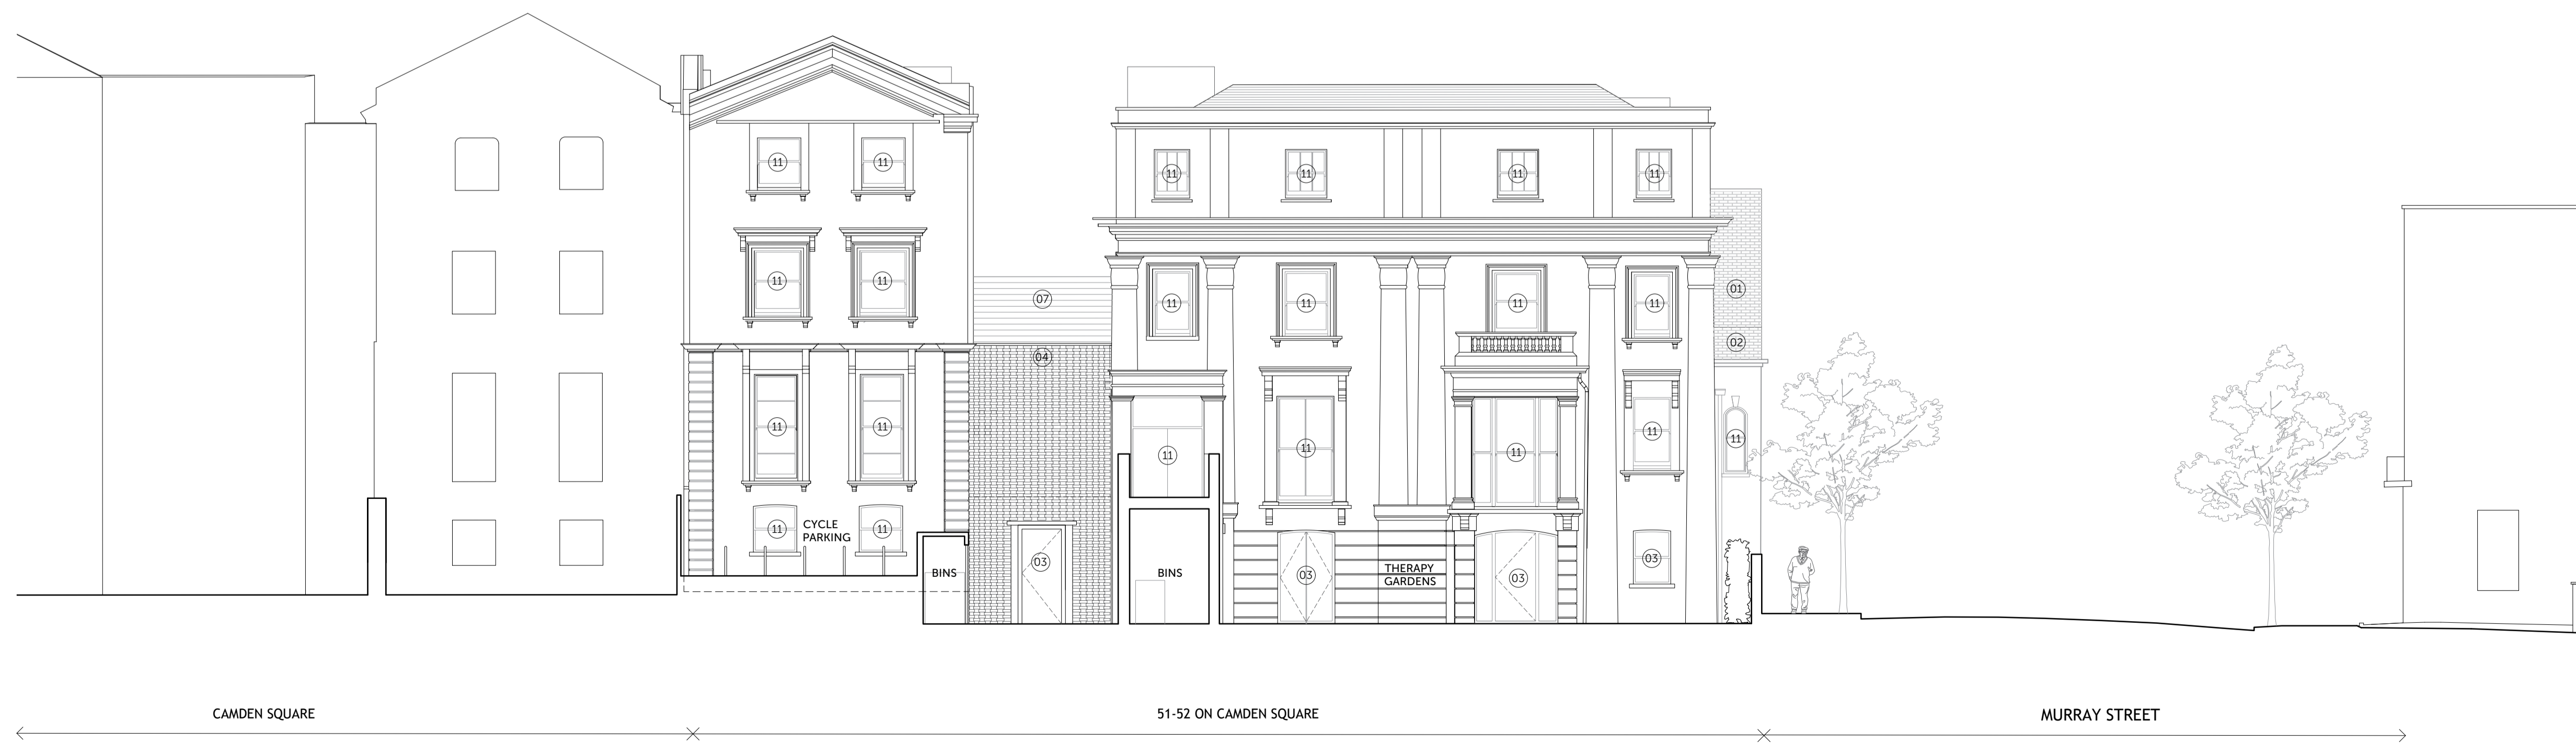 11 11
11 11 11 11
11 11
01
07
11 11 11 11
02
04
11 11
11
11
11 11 11
11 11
CYCLE
PARKING
03
03
BINS
BINS
THERAPY
GARDENS
03
03
CAMDEN SQUARE
51-52 ON CAMDEN SQUARE
MURRAY STREET